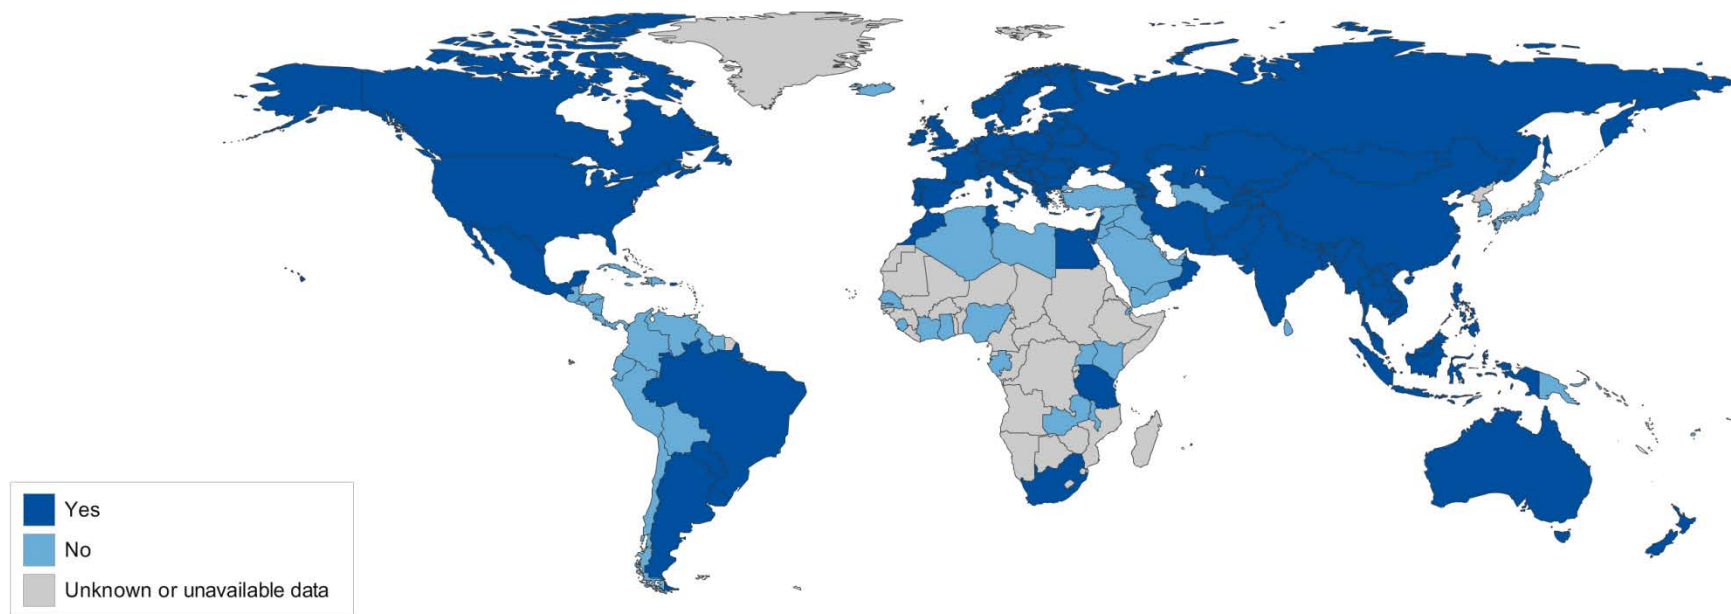 Yes
No
Unknown or unavailable data